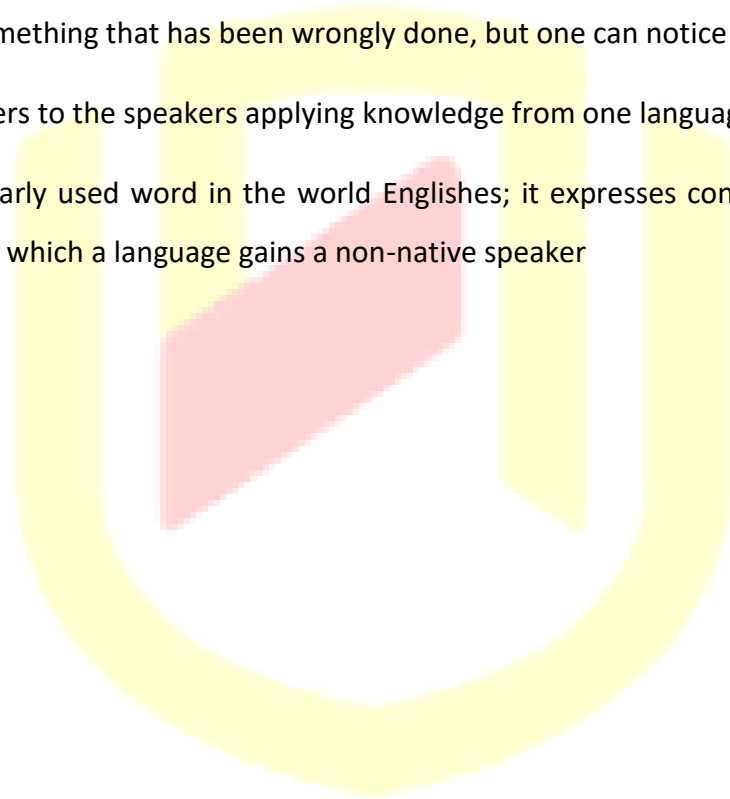 mething that has been wrongly done, but one can notice
ers to the speakers applying knowledge from one langua
arly used word in the world Englishes; it expresses con
which a language gains a non-native speaker